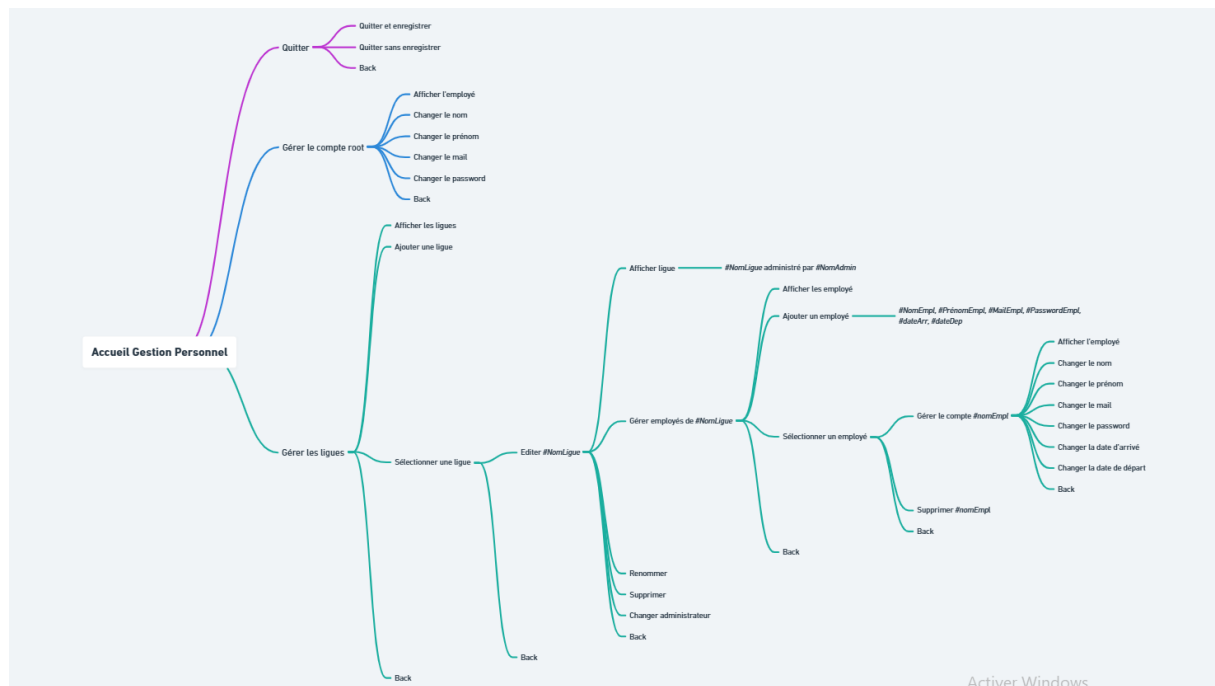 Quitter et enregistrer
Quitter
Quitter sans enregistrer
Back
Afficher l'employé
Changer le nom
Changer le prénom
Gérer le compte root
Changer le mail
Changer le password
Back
Afficher les ligues
Ajouter une ligue
Afficher ligue
#NomLigue administré par #NomAdmin
Afficher les employé
Ajouter un employé
#NomEmpl, #PrénomEmpl, #MailEmpl, #PasswordEmpl,
#dateArr, #dateDep
Accueil Gestion Personnel
Afficher l'employé
Changer le nom
Changer le prénom
Changer le mail
Gérer employés de #NomLigue
Gérer le compte #nomEmpl
Changer le password
Sélectionner un employé
Changer la date d'arrivé
Gérer les ligues
Sélectionner une ligue
Editer #NomLigue
Changer la date de départ
Back
Supprimer #nomEmpl
Back
Back
Renommer
Supprimer
Changer administrateur
Back
Back
Back
Activer Windows